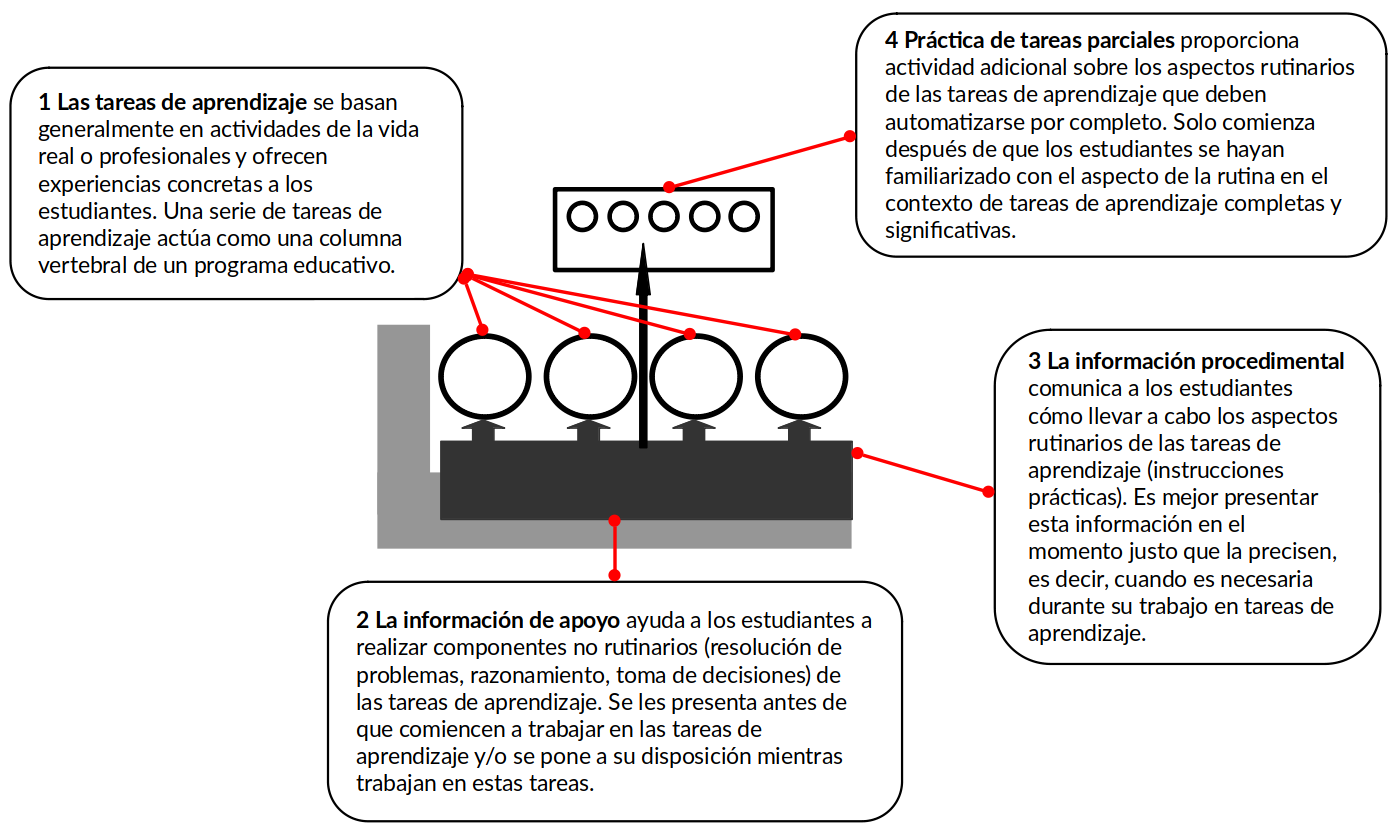 1 Las tareas de aprendizaje se basan
generalmente en actividades de la vida
real o profesionales y ofrecen
experiencias concretas a los
estudiantes. Una serie de tareas de
aprendizaje actúa como una columna
vertebral de un programa educativo.
4 Práctica de tareas parciales proporciona
actividad adicional sobre los aspectos rutinarios
de las tareas de aprendizaje que deben
automatizarse por completo. Solo comienza
después de que los estudiantes se hayan
familiarizado con el aspecto de la rutina en el
contexto de tareas de aprendizaje completas y
significativas.
3 La información procedimental
comunica a los estudiantes
cómo llevar a cabo los aspectos
rutinarios de las tareas de
aprendizaje (instrucciones
prácticas). Es mejor presentar
esta información en el
momento justo que la precisen,
es decir, cuando es necesaria
durante su trabajo en tareas de
aprendizaje.
2 La información de apoyo ayuda a los estudiantes a
realizar componentes no rutinarios (resolución de
problemas, razonamiento, toma de decisiones) de
las tareas de aprendizaje. Se les presenta antes de
que comiencen a trabajar en las tareas de
aprendizaje y/o se pone a su disposición mientras
trabajan en estas tareas.